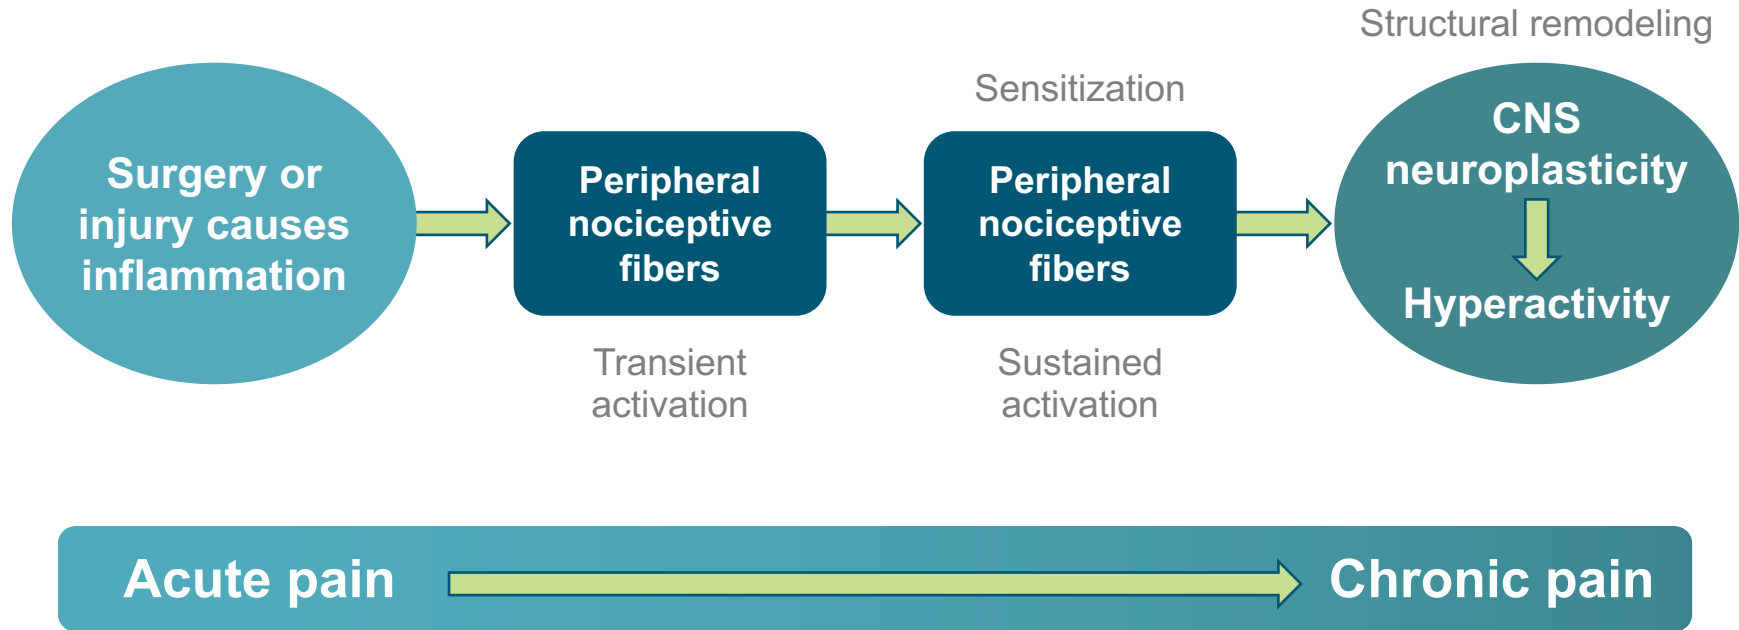 Structural remodeling
Sensitization
Surgery or
injury causes
inflammation
Peripheral
nociceptive
fibers
Transient
activation
Peripheral
nociceptive
fibers
Sustained
activation
CNS
neuroplasticity
Hyperactivity
Acute pain
Chronic pain